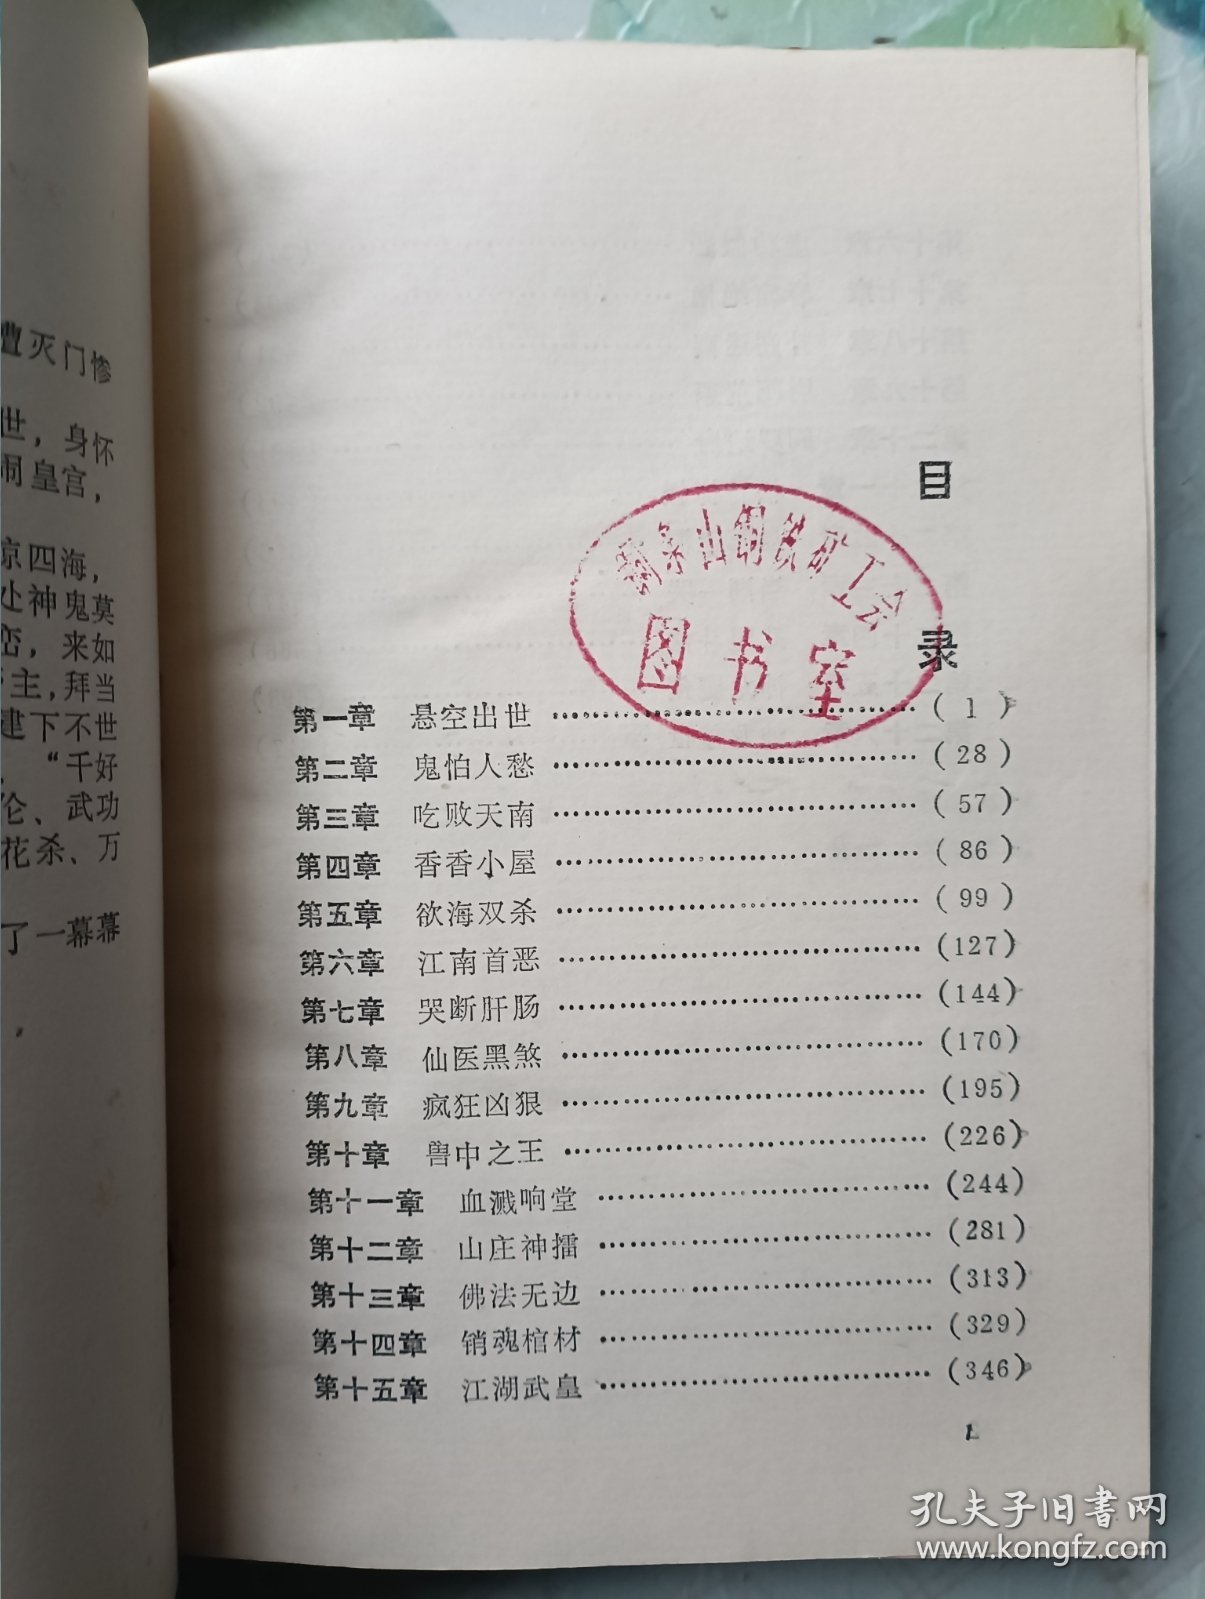 遭灭门惨
世，身怀
闹皇宫，
惊四海，
处神鬼莫
峦，来如
主，拜当
建下不世
“千好
伦、武功
花杀、万
了一幕幕
目
录
山铜铁矿工会
图书室
第一章 悬空出世 ……………………………… ( 1 )
第二章 鬼怕人愁 ……………………………… ( 28 )
第三章 吃败天南 ……………………………… ( 57 )
第四章 香香小屋 ……………………………… ( 86 )
第五章 欲海双杀 ……………………………… ( 99 )
第六章 江南首恶 ……………………………… (127)
第七章 哭断肝肠 ……………………………… (144)
第八章 仙医黑煞 ……………………………… (170)
第九章 疯狂凶狠 ……………………………… (195)
第十章 兽中之王 ……………………………… (226)
第十一章 血溅响堂 …………………………… (244)
第十二章 山庄神擂 …………………………… (281)
第十三章 佛法无边 …………………………… (313)
第十四章 销魂棺材 …………………………… (329)
第十五章 江湖武皇 …………………………… (346)
1
孔夫子旧书网
www.kongfz.com